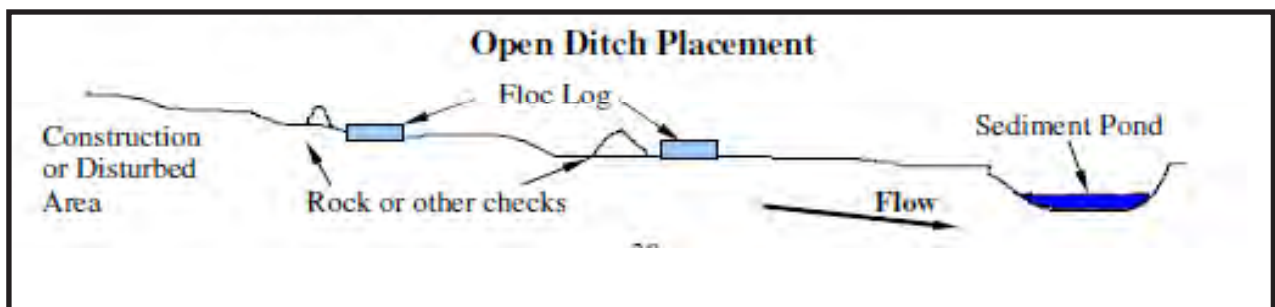 Open Ditch Placement
Floc Log
Construction
or Disturbed
Area
Sediment Pond
Rock or other checks
Flow